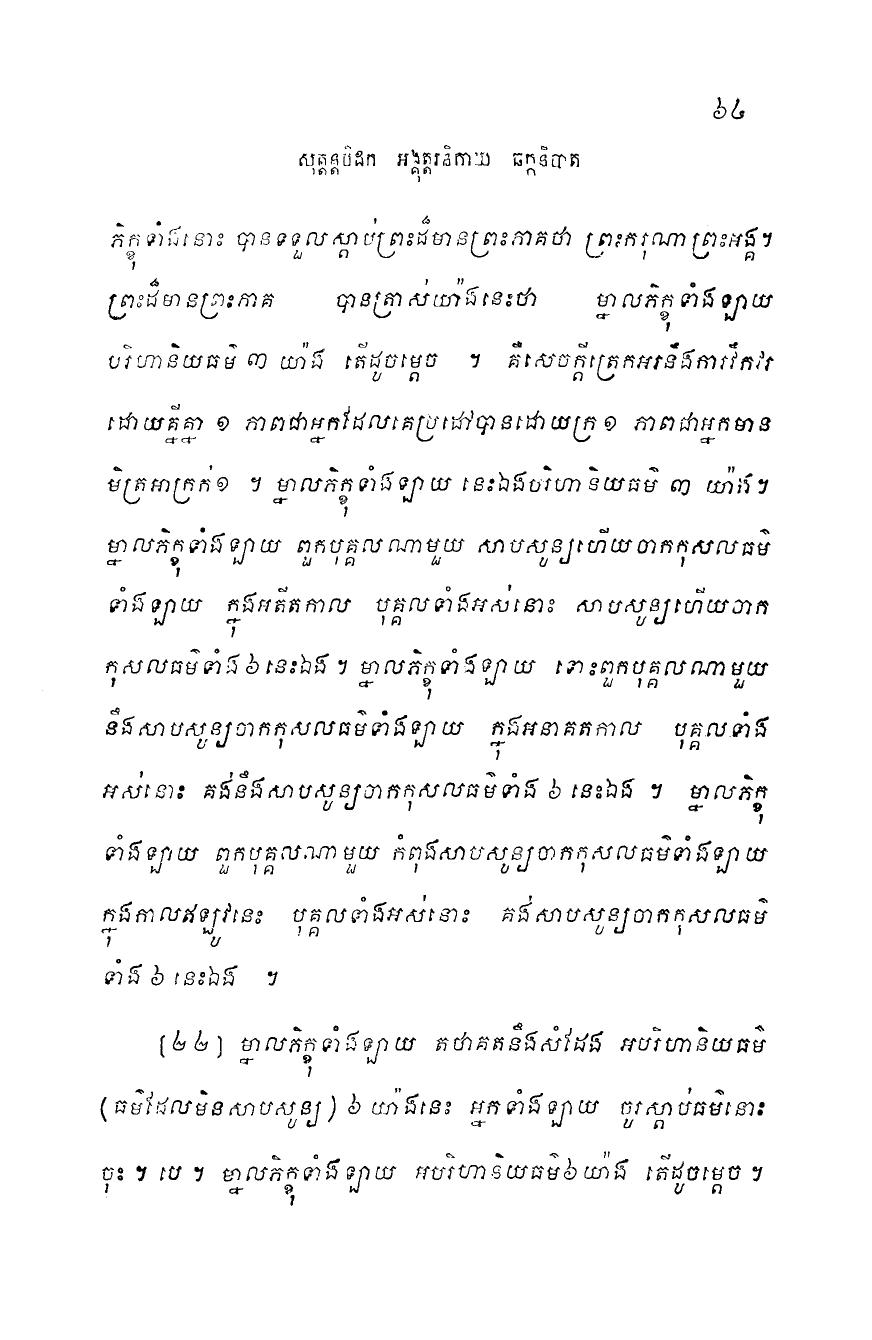 ៦៤
សុត្តន្តបិដក អង្គុត្តរនិកាយ ឆក្កនិបាត
ភិក្ខុទាំងនោះ បានទទួលស្តាប់ព្រះដ៏មានព្រះភាគថា ព្រះករុណាព្រះអង្គ។
ព្រះដ៏មានព្រះភាគ បានត្រាស់យ៉ាងនេះថា ម្នាលភិក្ខុទាំងឡាយ
បរិហានិយធម៌ ៣ យ៉ាង តើដូចម្តេច ។ គឺសេចក្តីត្រេកអរនឹងការវឹកវរ
ដោយគ្នីគ្នា ១ ភាពជាអ្នកដែលគេប្រដៅបានដោយក្រ ១ ភាពជាអ្នកមាន
មិត្រអាក្រក់ ១ ។ ម្នាលភិក្ខុទាំងឡាយ នេះឯងបរិហានិយធម៌ ៣ យ៉ាង។
ម្នាលភិក្ខុទាំងឡាយ ពួកបុគ្គលណាមួយ សាបសូន្យហើយចាកកុសលធម៌
ទាំងឡាយ ក្នុងអតីតកាល បុគ្គលទាំងអស់នោះ សាបសូន្យហើយចាក
កុសលធម៌ទាំង ៦ នេះឯង ។ ម្នាលភិក្ខុទាំងឡាយ ទោះពួកបុគ្គលណាមួយ
នឹងសាបសូន្យចាកកុសលធម៌ទាំងឡាយ ក្នុងអនាគតកាល បុគ្គលទាំង
អស់នោះ គង់នឹងសាបសូន្យចាកកុសលធម៌ទាំង ៦ នេះឯង ។ ម្នាលភិក្ខុ
ទាំងឡាយ ពួកបុគ្គលណាមួយ កំពុងសាបសូន្យចាកកុសលធម៌ទាំងឡាយ
ក្នុងកាលឥឡូវនេះ បុគ្គលទាំងអស់នោះ គង់សាបសូន្យចាកកុសលធម៌
ទាំង ៦ នេះឯង ។
[២២] ម្នាលភិក្ខុទាំងឡាយ តថាគតនឹងសំដែង អបរិហានិយធម៌
(ធម៌ដែលមិនសាបសូន្យ) ៦ យ៉ាងនេះ អ្នកទាំងឡាយ ចូរស្តាប់ធម៌នោះ
ចុះ ។ បេ ។ ម្នាលភិក្ខុទាំងឡាយ អបរិហានិយធម៌ ៦ យ៉ាង តើដូចម្តេច ។